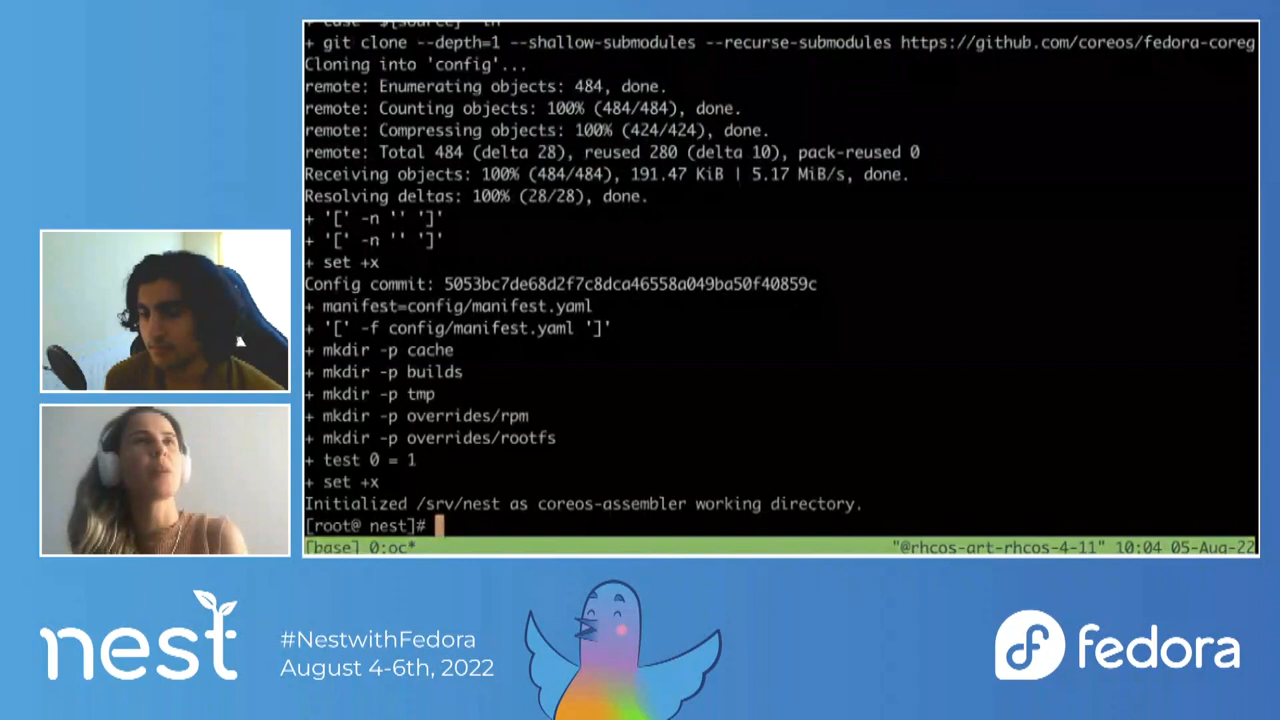 + case "${source}" in
+ git clone --depth=1 --shallow-submodules --recurse-submodules https://github.com/coreos/fedora-coreg
Cloning into 'config'...
remote: Enumerating objects: 484, done.
remote: Counting objects: 100% (484/484), done.
remote: Compressing objects: 100% (424/424), done.
remote: Total 484 (delta 28), reused 280 (delta 10), pack-reused 0
Receiving objects: 100% (484/484), 191.47 KiB | 5.17 MiB/s, done.
Resolving deltas: 100% (28/28), done.
+ '[' -n '' ']'
+ '[' -n '' ']'
+ set +x
Config commit: 5053bc7de68d2f7c8dca46558a049ba50f40859c
+ manifest=config/manifest.yaml
+ '[' -f config/manifest.yaml ']'
+ mkdir -p cache
+ mkdir -p builds
+ mkdir -p tmp
+ mkdir -p overrides/rpm
+ mkdir -p overrides/rootfs
+ test 0 = 1
+ set +x
Initialized /srv/nest as coreos-assembler working directory.
[root@ nest]#
[base] 0:oc* "@rhcos-art-rhcos-4-11" 10:04 05-Aug-22
nest
#NestwithFedora
August 4-6th, 2022
fedora